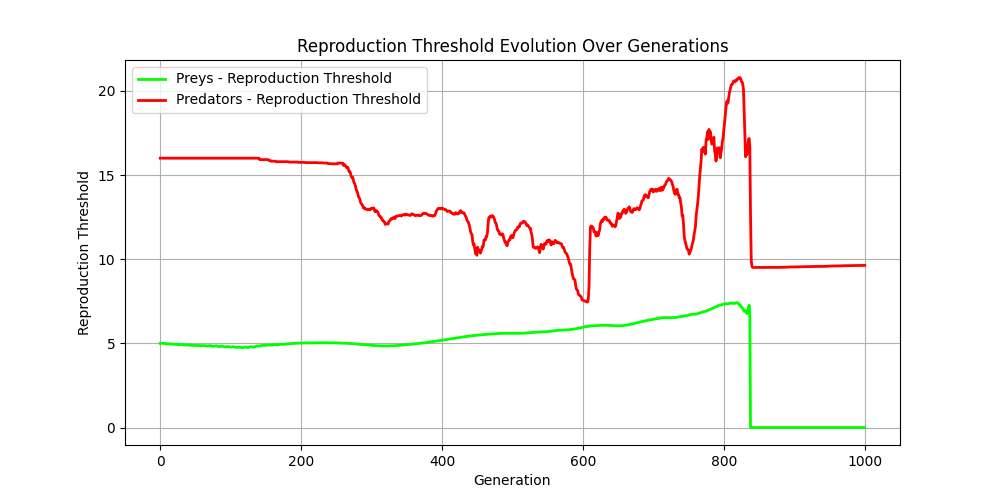 Reproduction Threshold Evolution Over Generations
Preys - Reproduction Threshold
Predators - Reproduction Threshold
Reproduction Threshold
20
15
10
5
0
0 200 400 600 800 1000
Generation